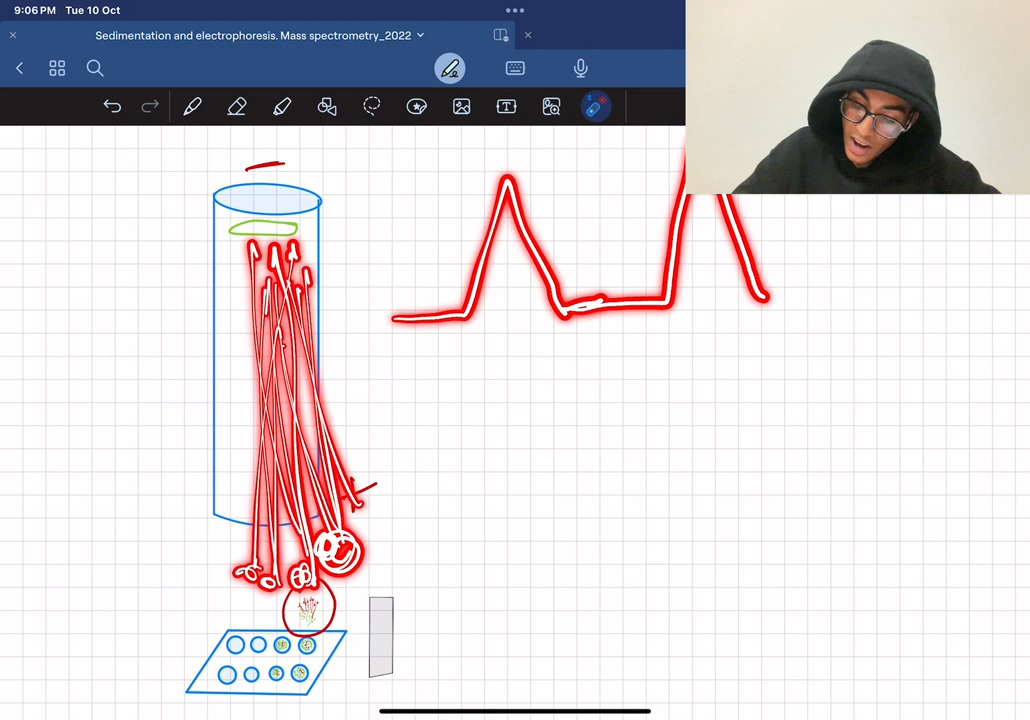 9:06 PM Tue 10 Oct
Sedimentation and electrophoresis. Mass spectrometry_2022
T